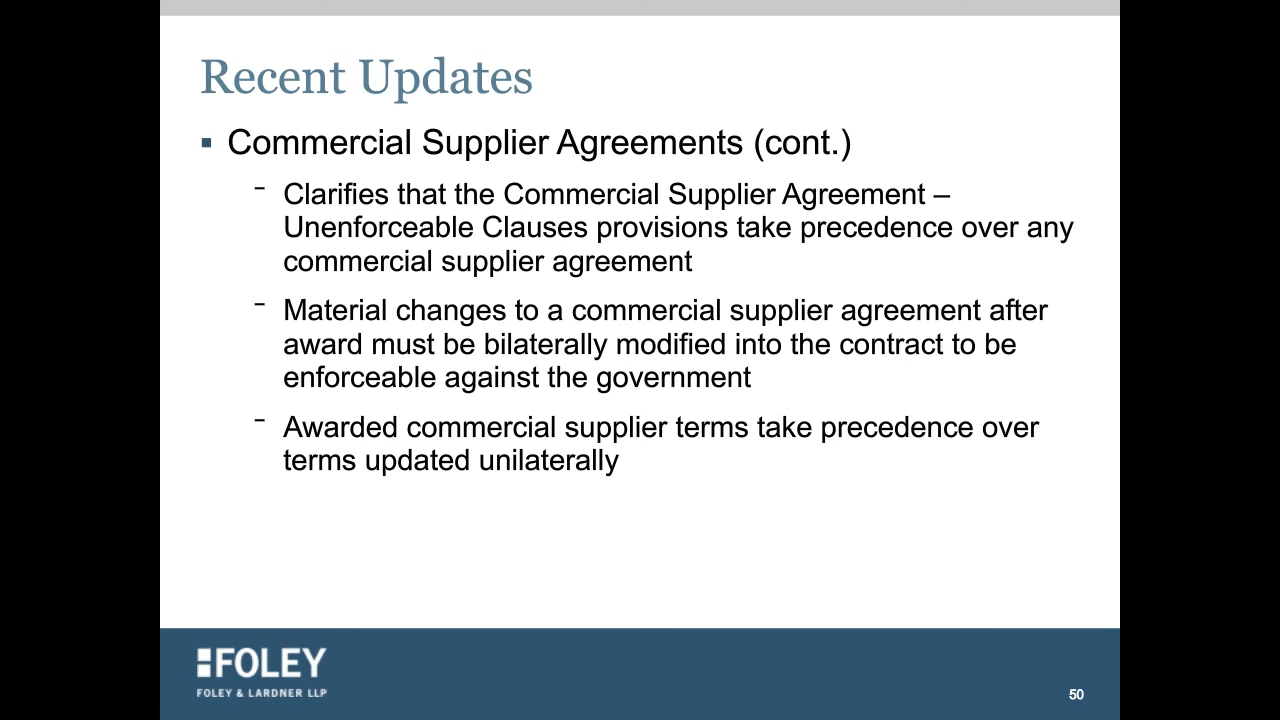 Recent Updates
▪ Commercial Supplier Agreements (cont.)
– Clarifies that the Commercial Supplier Agreement –
Unenforceable Clauses provisions take precedence over any
commercial supplier agreement
– Material changes to a commercial supplier agreement after
award must be bilaterally modified into the contract to be
enforceable against the government
– Awarded commercial supplier terms take precedence over
terms updated unilaterally
FOLEY
FOLEY & LARDNER LLP
50